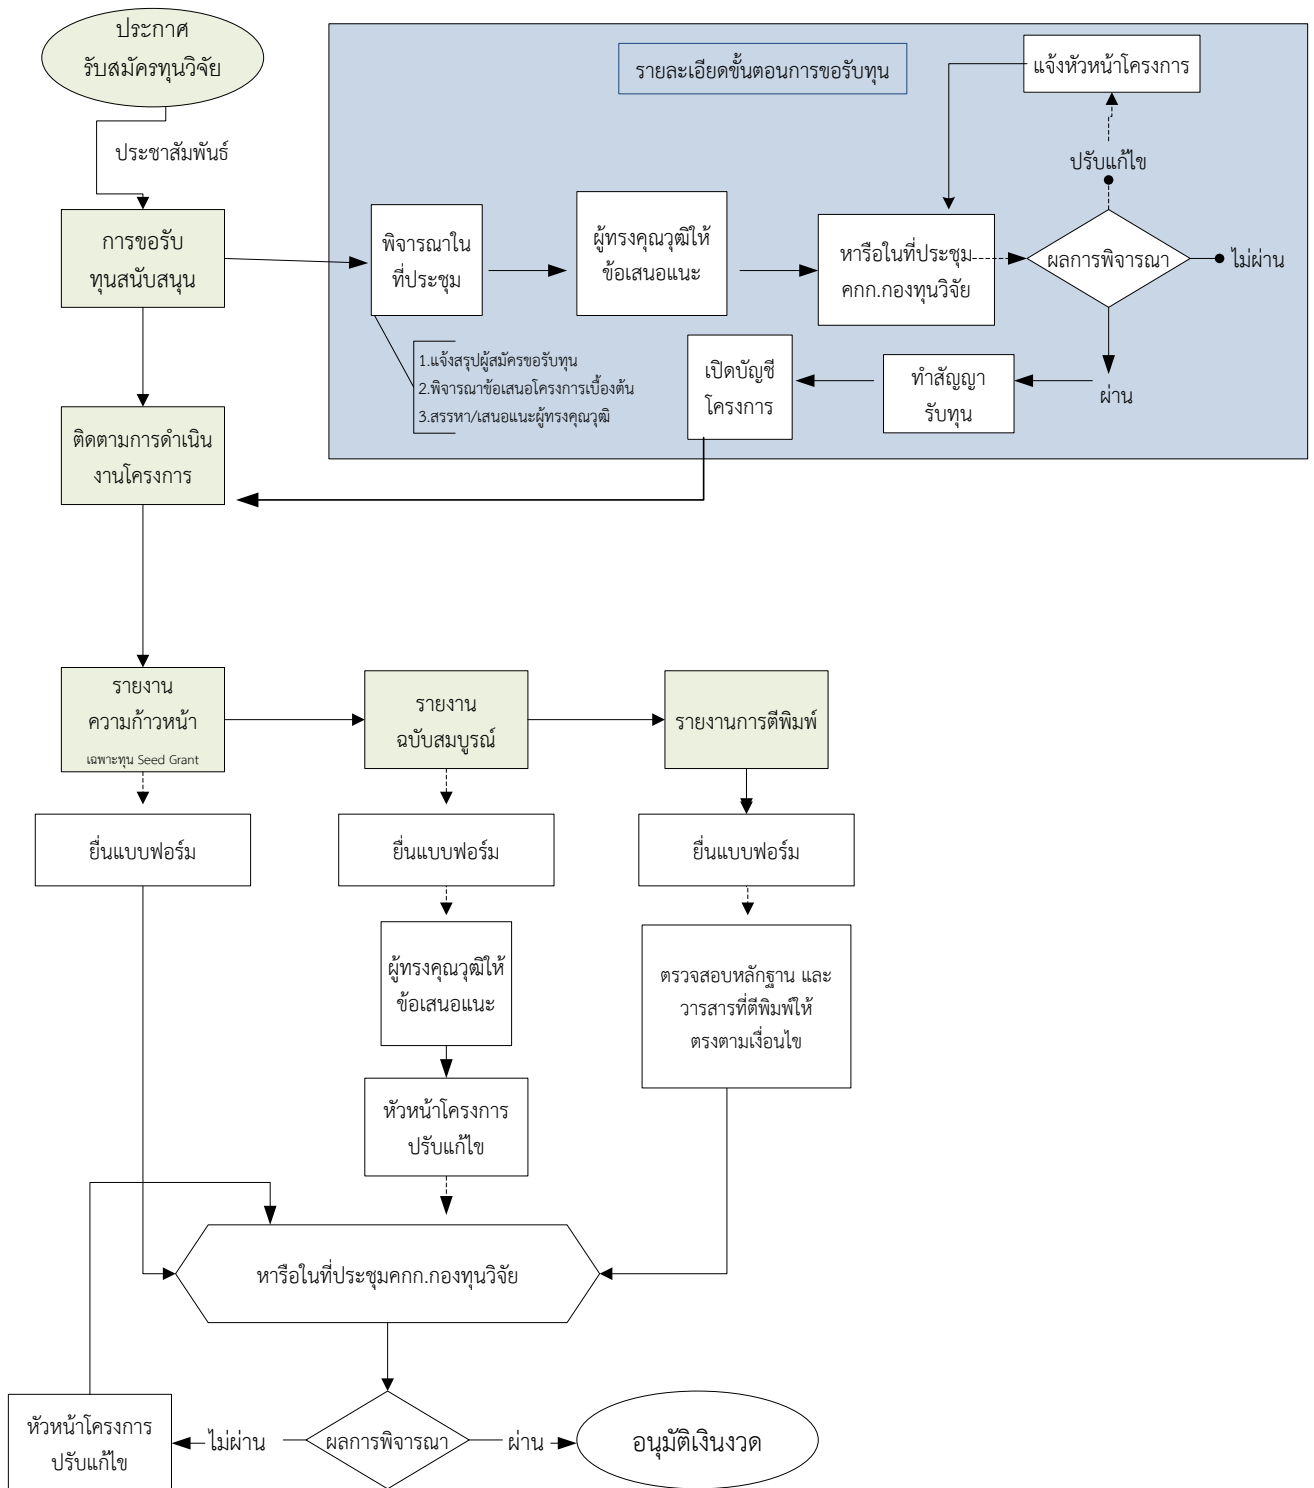 ประกาศ
รับสมัครทุนวิจัย
ประชาสัมพันธ์
การขอรับ
ทุนสนับสนุน
รายละเอียดขั้นตอนการขอรับทุน
แจ้งหัวหน้าโครงการ
ปรับแก้ไข
พิจารณาใน
ที่ประชุม
ผู้ทรงคุณวุฒิให้
ข้อเสนอแนะ
หารือในที่ประชุม
คกก.กองทุนวิจัย
ผลการพิจารณา
ไม่ผ่าน
1.แจ้งสรุปผู้สมัครขอรับทุน
2.พิจารณาข้อเสนอโครงการเบื้องต้น
3.สรรหา/เสนอแนะผู้ทรงคุณวุฒิ
เปิดบัญชี
โครงการ
ทำสัญญา
รับทุน
ผ่าน
ติดตามการดำเนิน
งานโครงการ
รายงาน
ความก้าวหน้า
เฉพาะทุน Seed Grant
รายงาน
ฉบับสมบูรณ์
รายงานการตีพิมพ์
ยื่นแบบฟอร์ม
ยื่นแบบฟอร์ม
ยื่นแบบฟอร์ม
ผู้ทรงคุณวุฒิให้
ข้อเสนอแนะ
ตรวจสอบหลักฐาน และ
วารสารที่ตีพิมพ์ให้
ตรงตามเงื่อนไข
หัวหน้าโครงการ
ปรับแก้ไข
หารือในที่ประชุมคกก.กองทุนวิจัย
หัวหน้าโครงการ
ปรับแก้ไข
ไม่ผ่าน
ผลการพิจารณา
ผ่าน
อนุมัติเงินงวด